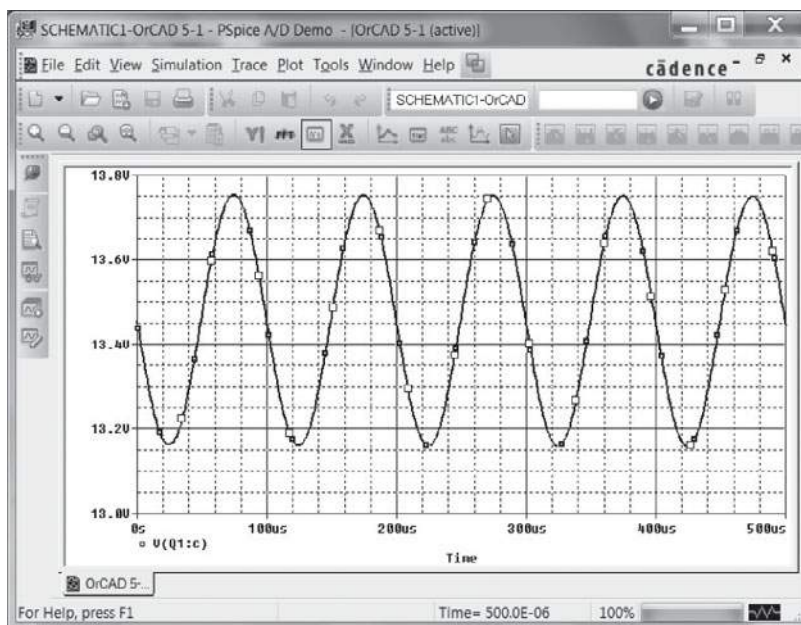 SCHEMATIC1-OrCAD 5-1 - PSpice A/D Demo - [OrCAD 5-1 (active)]
File Edit View Simulation Trace Plot Tools Window Help
cādence
SCHEMATIC1-OrCAD
13.8V
13.6V
13.4V
13.2V
13.0V
0s 100us 200us 300us 400us 500us
V(Q1:c)
Time
OrCAD 5-...
For Help, press F1 Time= 500.0E-06 100%